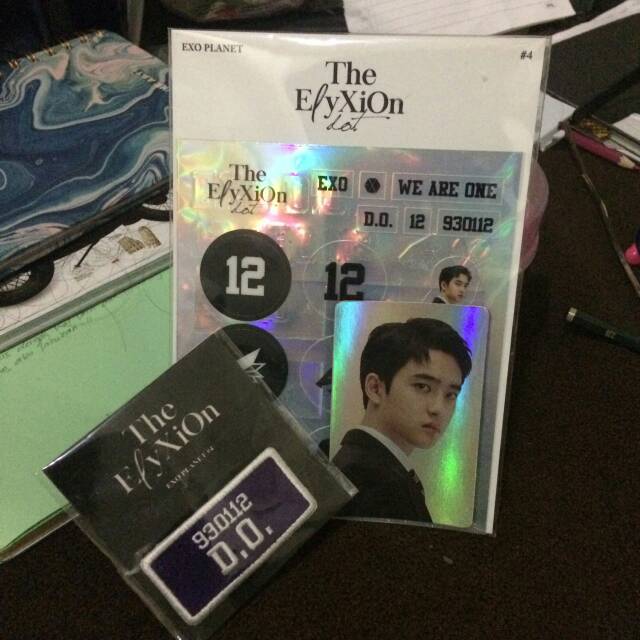 EXO PLANET
#4
The
ElyXiOn
dot
The
ElyXiOn
dot
EXO
WE ARE ONE
D.O.
12
930112
12
12
The
ElyXiOn
EXO PLANET #4
930112
D.O.